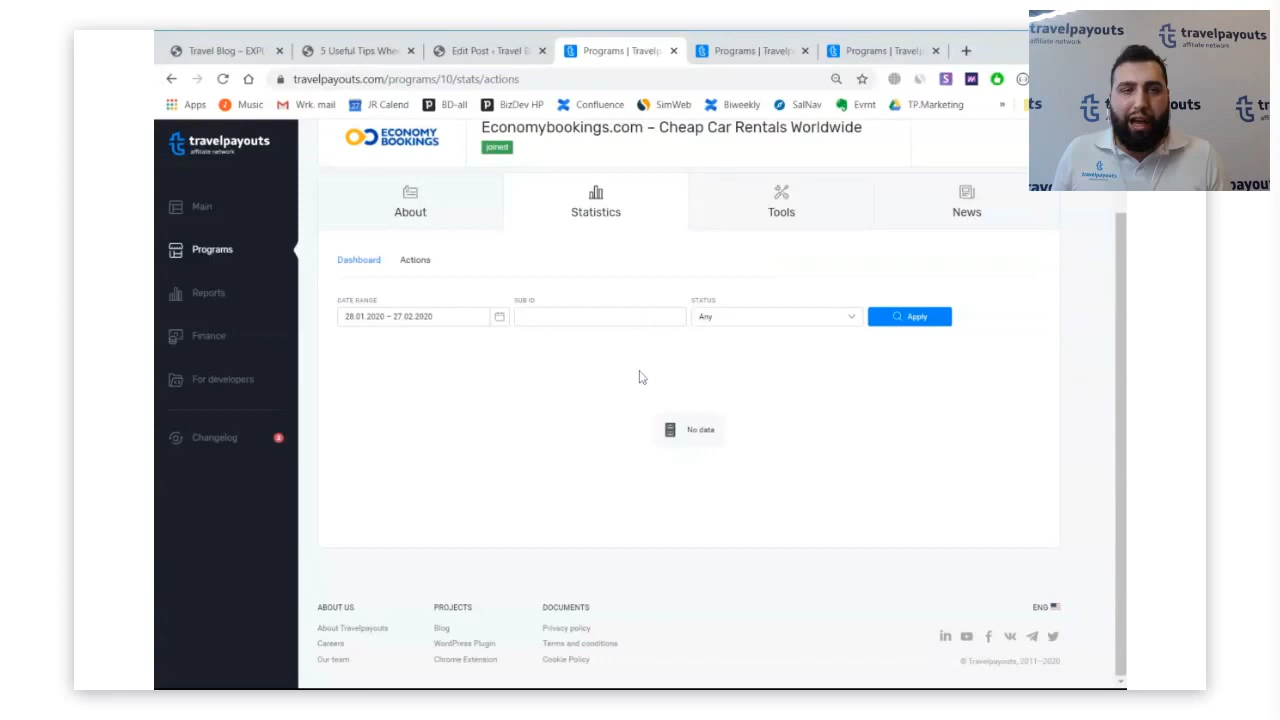 Travel Blog – EXPL
5 Useful Tips Whe
Edit Post ‹ Travel B
Programs | Travelp
Programs | Travelp
Programs | Travelp
travelpayouts.com/programs/10/stats/actions
Apps
Music
Wrk. mail
JR Calend
BD-all
BizDev HP
Confluence
SimWeb
Biweekly
SalNav
Evrnt
TP.Marketing
»
travelpayouts
affiliate network
travelpayouts
affiliate network
travelpayouts
affiliate network
ECONOMY
BOOKINGS
Economybookings.com – Cheap Car Rentals Worldwide
joined
Main
Programs
Reports
Finance
For developers
Changelog
About
Statistics
Tools
News
Dashboard
Actions
DATE RANGE
SUB ID
STATUS
28.01.2020 – 27.02.2020
Any
Apply
No data
ABOUT US
About Travelpayouts
Careers
Our team
PROJECTS
Blog
WordPress Plugin
Chrome Extension
DOCUMENTS
Privacy policy
Terms and conditions
Cookie Policy
ENG
© Travelpayouts, 2011—2020